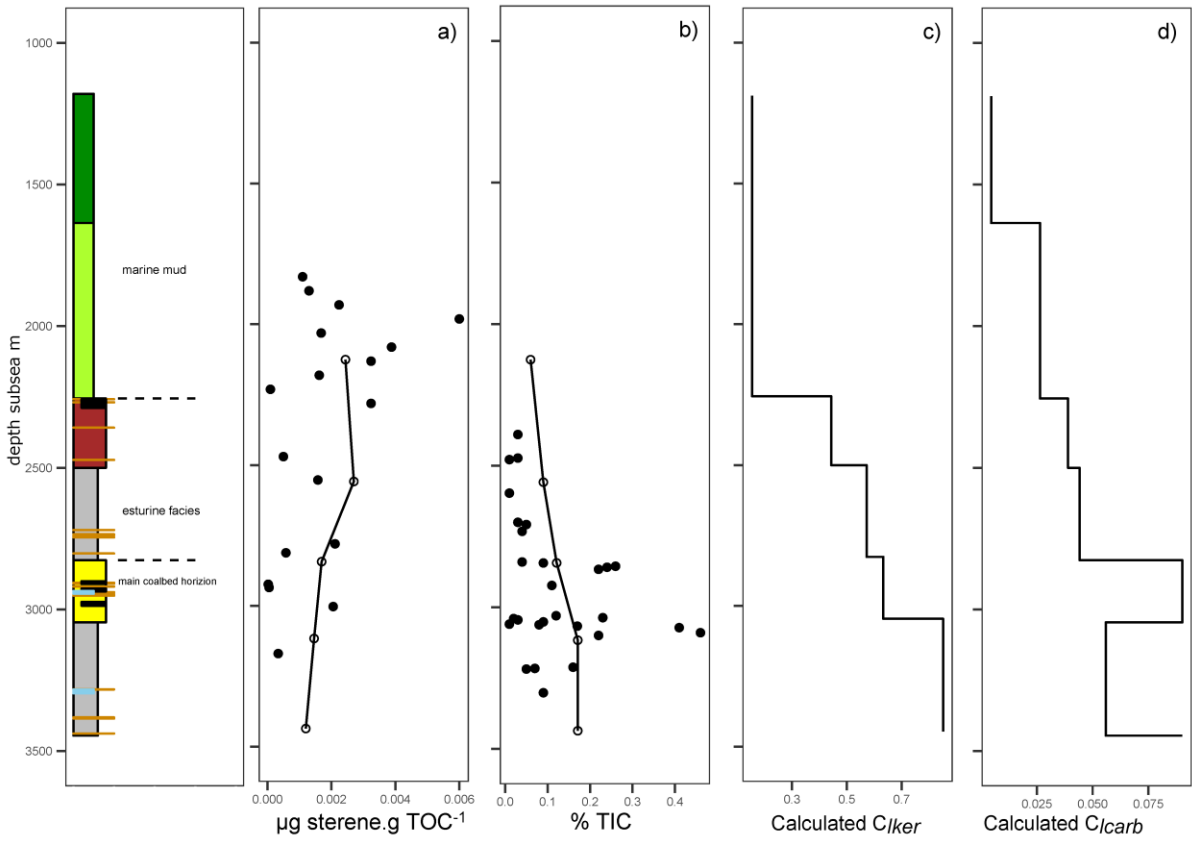 a)
b)
c)
d)
depth subsea m
1000
1500
2000
2500
3000
3500
marine mud
esturine facies
main coalbed horizion
0.000
0.002
0.004
0.006
µg sterene.g TOC⁻¹
0.0
0.1
0.2
0.3
0.4
% TIC
0.3
0.5
0.7
Calculated Clker
0.025
0.050
0.075
Calculated Clcarb